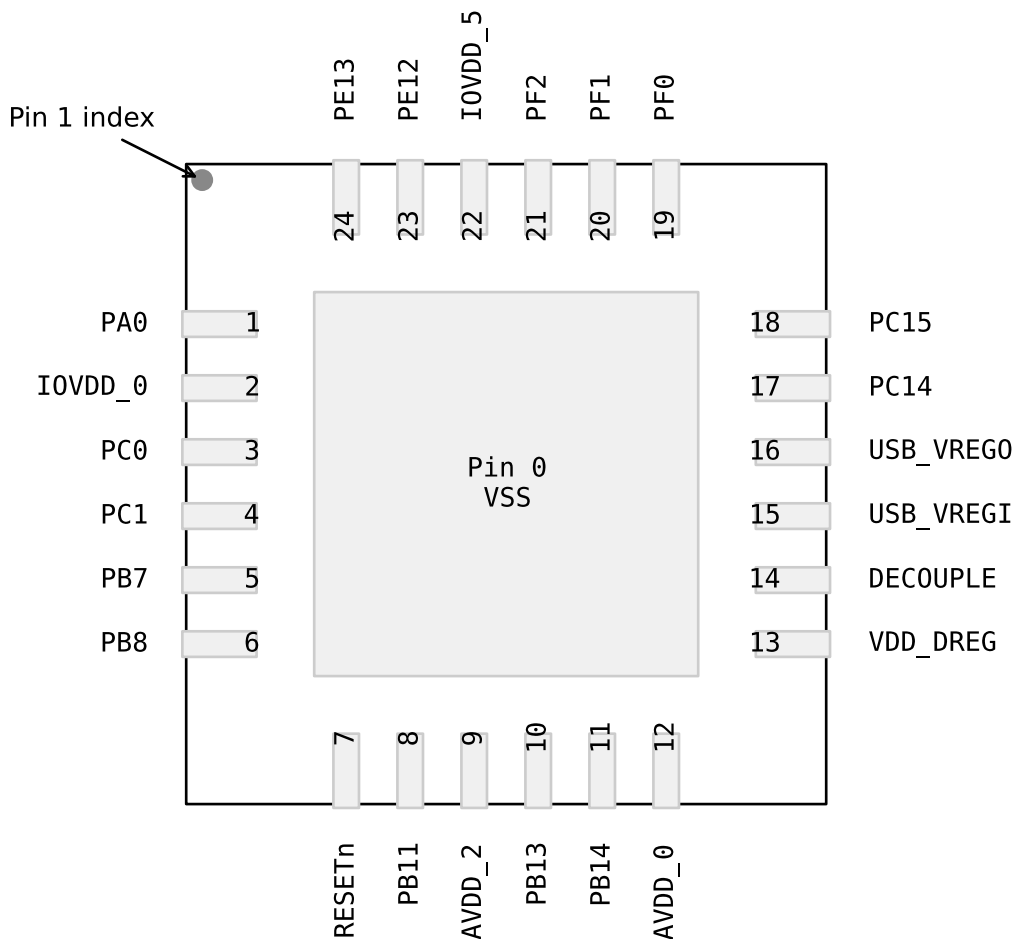 PE13
PE12
IOVDD_5
PF2
PF1
PF0
Pin 1 index
24
23
22
21
20
19
PA0 1
18 PC15
IOVDD_0 2
17 PC14
PC0 3
16 USB_VREGO
PC1 4
15 USB_VREGI
PB7 5
14 DECOUPLE
PB8 6
13 VDD_DREG
Pin 0
VSS
7
8
9
10
11
12
RESETn
PB11
AVDD_2
PB13
PB14
AVDD_0